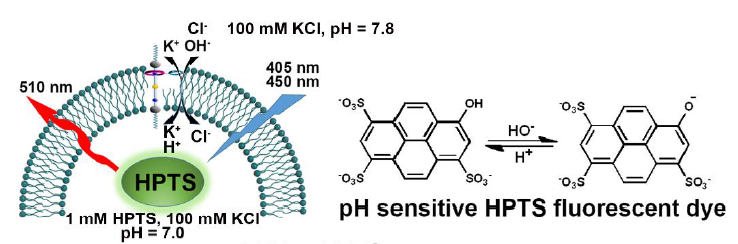 Cl⁻
K⁺ OH⁻
100 mM KCl, pH = 7.8
510 nm
405 nm
450 nm
K⁺ Cl⁻
H⁺
HPTS
1 mM HPTS, 100 mM KCl
pH = 7.0
⁻O₃S
OH
⁻O₃S
SO₃⁻
HO⁻
H⁺
⁻O₃S
O⁻
⁻O₃S
SO₃⁻
pH sensitive HPTS fluorescent dye